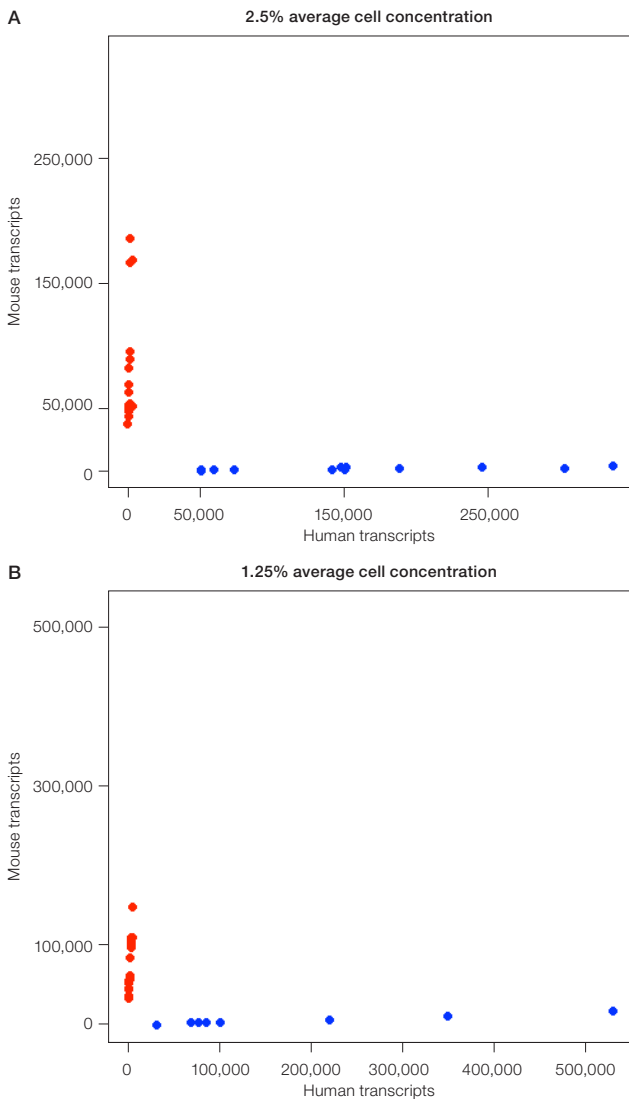 A
2.5% average cell concentration
Mouse transcripts
250,000
150,000
50,000
0
0 50,000 150,000 250,000
Human transcripts
B
1.25% average cell concentration
Mouse transcripts
500,000
300,000
100,000
0
0 100,000 200,000 300,000 400,000 500,000
Human transcripts